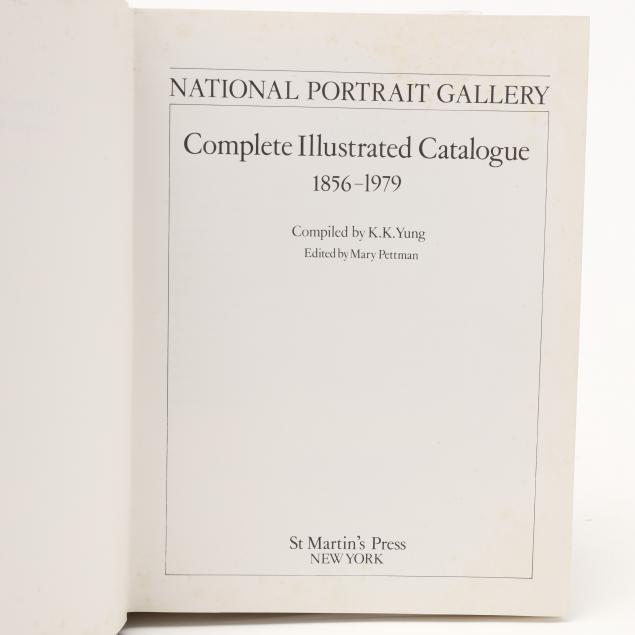 NATIONAL PORTRAIT GALLERY
Complete Illustrated Catalogue
1856–1979
Compiled by K.K.Yung
Edited by Mary Pettman
St Martin's Press
NEW YORK